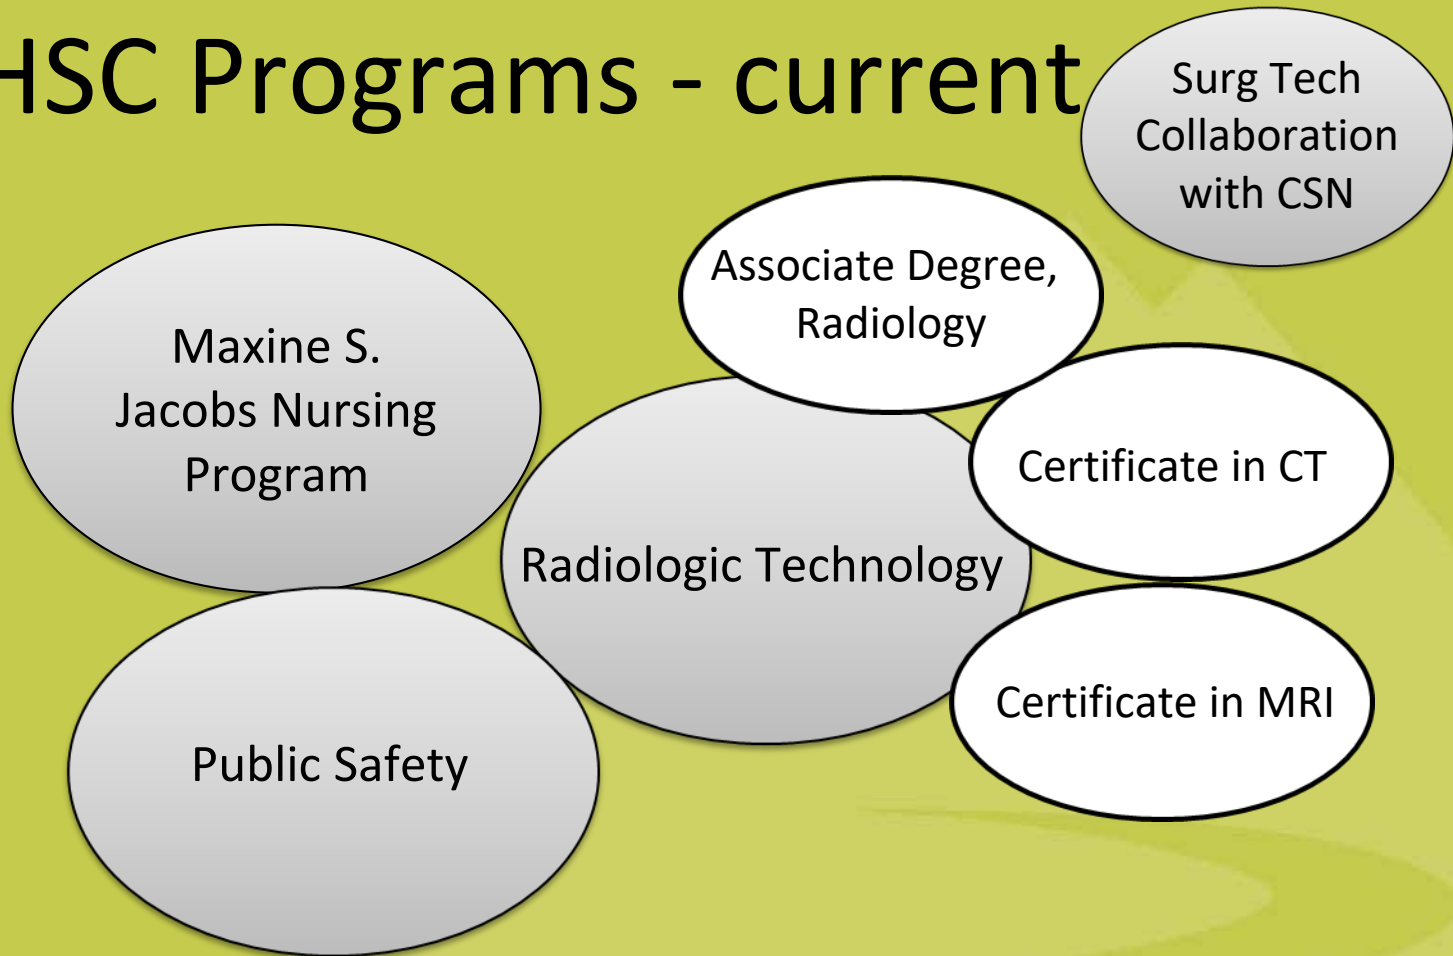 HSC Programs - current
Surg Tech
Collaboration
with CSN
Associate Degree,
Radiology
Maxine S.
Jacobs Nursing
Program
Certificate in CT
Radiologic Technology
Certificate in MRI
Public Safety